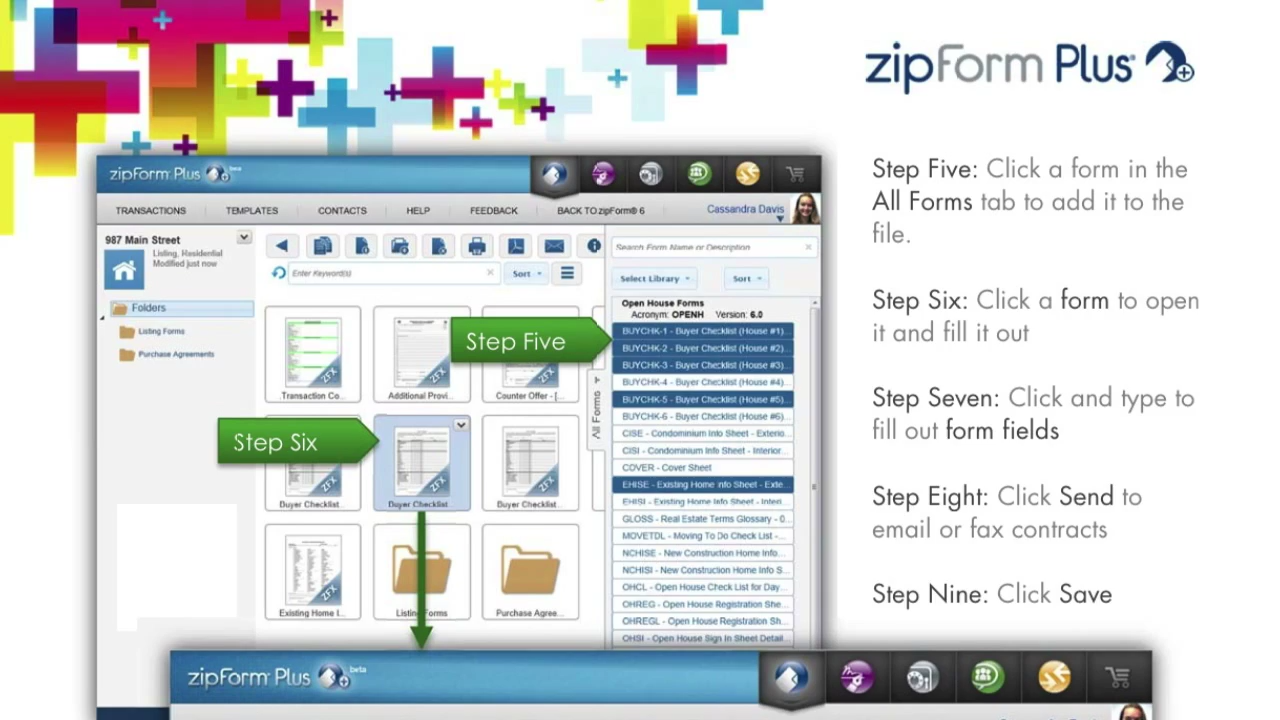 zipForm Plus
Step Five: Click a form in the
All Forms tab to add it to the
file.
Step Six: Click a form to open
it and fill it out
Step Seven: Click and type to
fill out form fields
Step Eight: Click Send to
email or fax contracts
Step Nine: Click Save
zipForm Plus beta
TRANSACTIONS TEMPLATES CONTACTS HELP FEEDBACK BACK TO zipForm® 6 Cassandra Davis
987 Main Street
Listing, Residential
Modified just now
Folders
Listing Forms
Purchase Agreements
Enter Keyword(s)
Sort
Transaction Co...
Additional Provi...
Counter Offer - [...
Buyer Checklist
Buyer Checklist
Buyer Checklist
Existing Home I...
Listing Forms
Purchase Agree...
Step Five
Step Six
All Forms
Search Form Name or Description
Select Library Sort
Open House Forms
Acronym: OPENH Version: 6.0
BUYCHK-1 - Buyer Checklist (House #1)...
BUYCHK-2 - Buyer Checklist (House #2)...
BUYCHK-3 - Buyer Checklist (House #3)...
BUYCHK-4 - Buyer Checklist (House #4)...
BUYCHK-5 - Buyer Checklist (House #5)...
BUYCHK-6 - Buyer Checklist (House #6)...
CISE - Condominium Info Sheet - Exterio...
CISI - Condominium Info Sheet - Interior...
COVER - Cover Sheet
EHISE - Existing Home Info Sheet - Exte...
EHISI - Existing Home Info Sheet - Interi...
GLOSS - Real Estate Terms Glossary - 0...
MOVETDL - Moving To Do Check List -...
NCHISE - New Construction Home Info...
NCHISI - New Construction Home Info S...
OHCL - Open House Check List for Day...
OHREG - Open House Registration She...
OHREGL - Open House Registration Sh...
OHSI - Open House Sign In Sheet Detail...
zipForm Plus beta